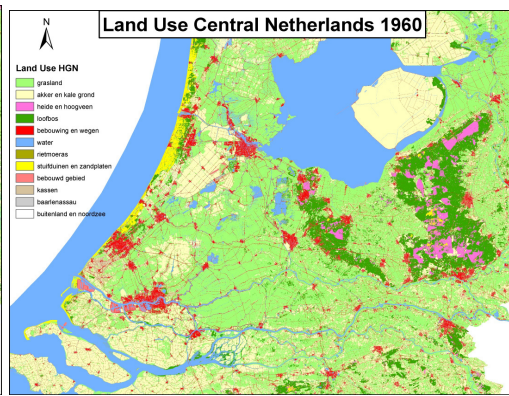 Land Use Central Netherlands 1960
N
Land Use HGN
grasland
akker en kale grond
heide en hoogveen
loofbos
bebouwing en wegen
water
rietmoeras
stuifduinen en zandplaten
bebouwd gebied
kassen
baarlenassau
buitenland en noordzee